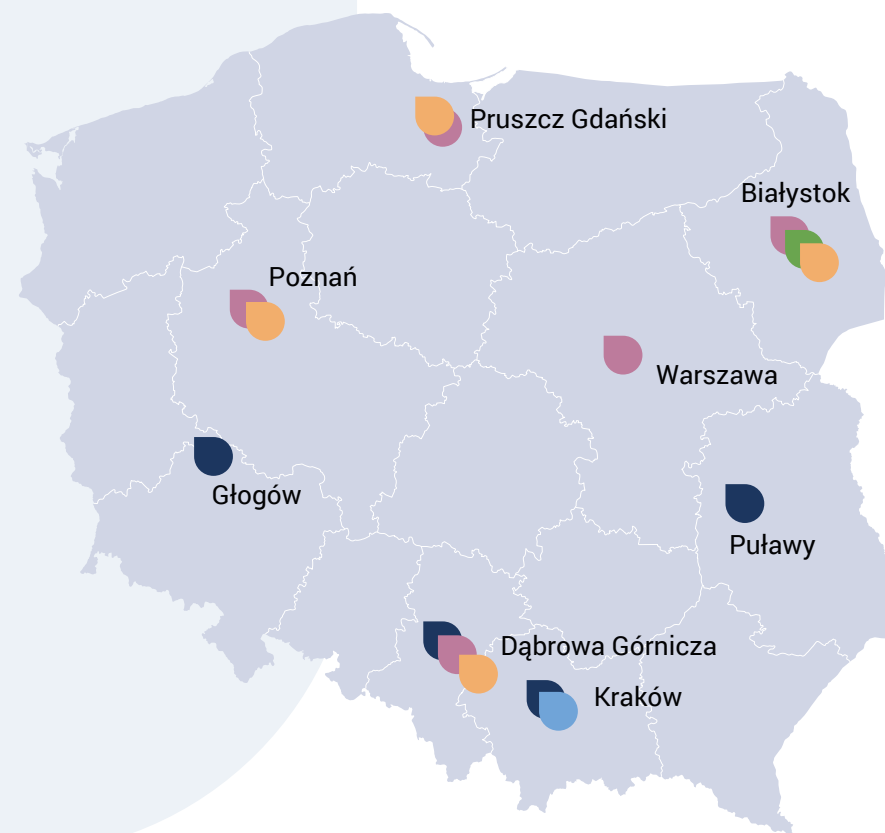 Pruszcz Gdański
Białystok
Poznań
Warszawa
Głogów
Puławy
Dąbrowa Górnicza
Kraków